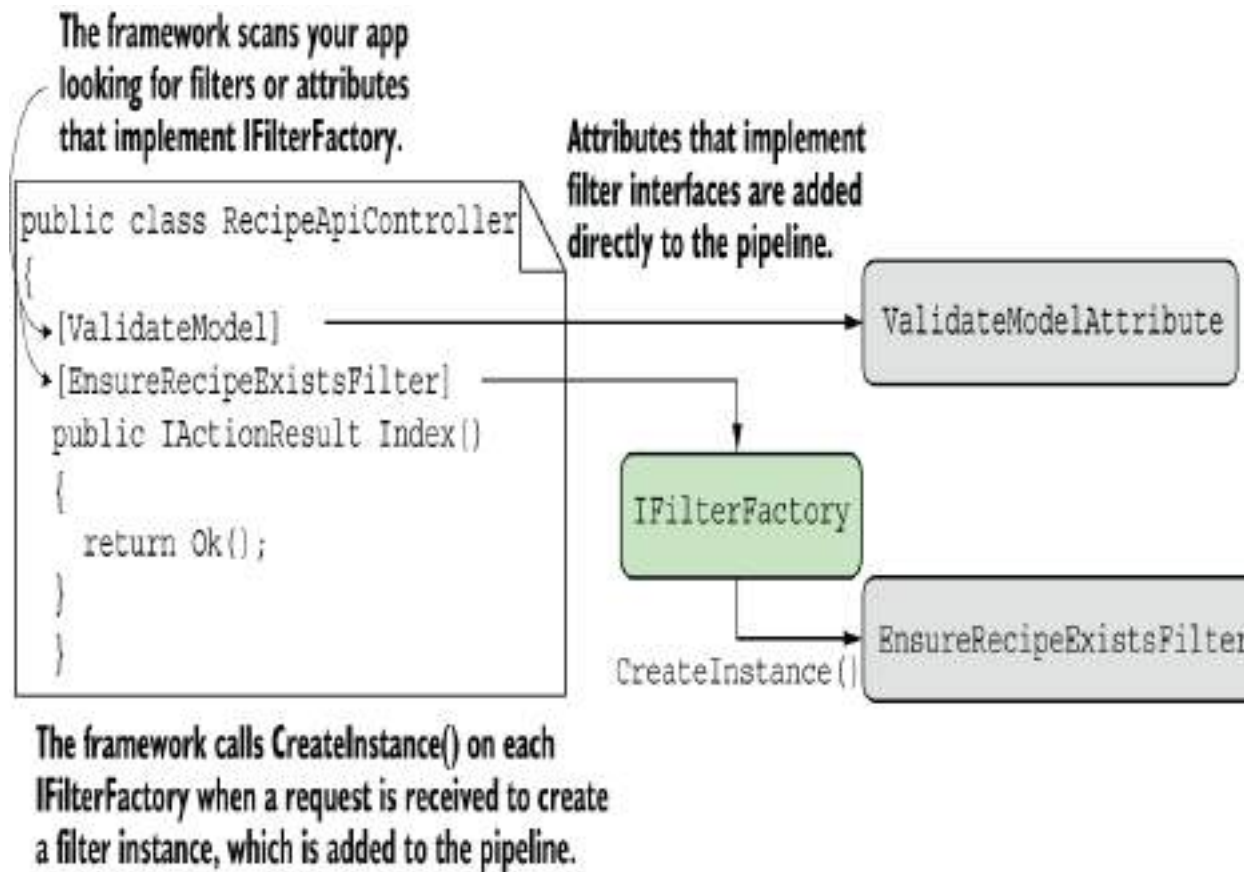 The framework scans your app
looking for filters or attributes
that implement IFilterFactory.
Attributes that implement
filter interfaces are added
directly to the pipeline.
public class RecipeApiController
{
[ValidateModel]
[EnsureRecipeExistsFilter]
public IActionResult Index()
{
return Ok();
}
}
ValidateModelAttribute
IFilterFactory
CreateInstance()
EnsureRecipeExistsFilter
The framework calls CreateInstance() on each
IFilterFactory when a request is received to create
a filter instance, which is added to the pipeline.